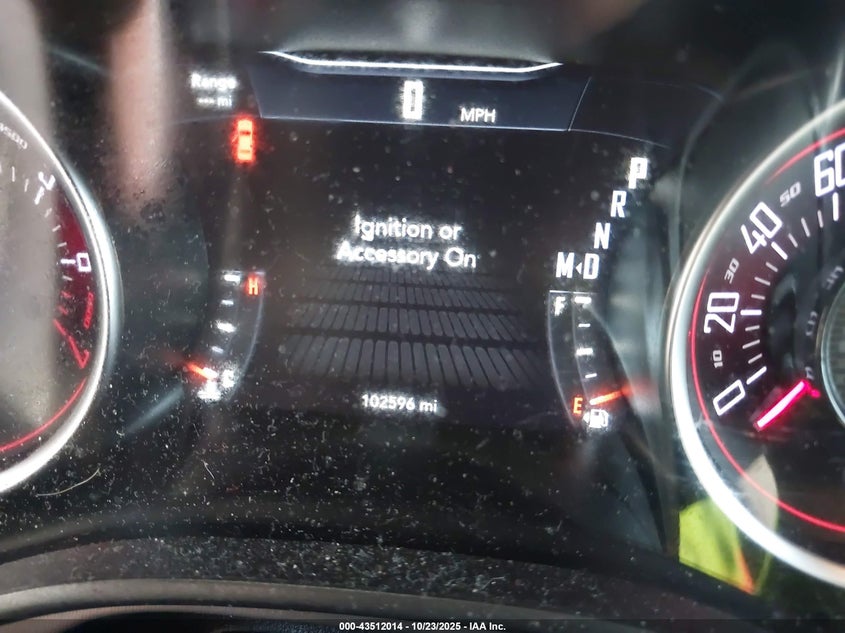 Range
-- mi
0 MPH
P
R
N
M<D
Ignition or
Accessory On
H
F
E
102596 mi
0
10
20
30
40
50
60
000-43512014 - 10/23/2025 - IAA Inc.